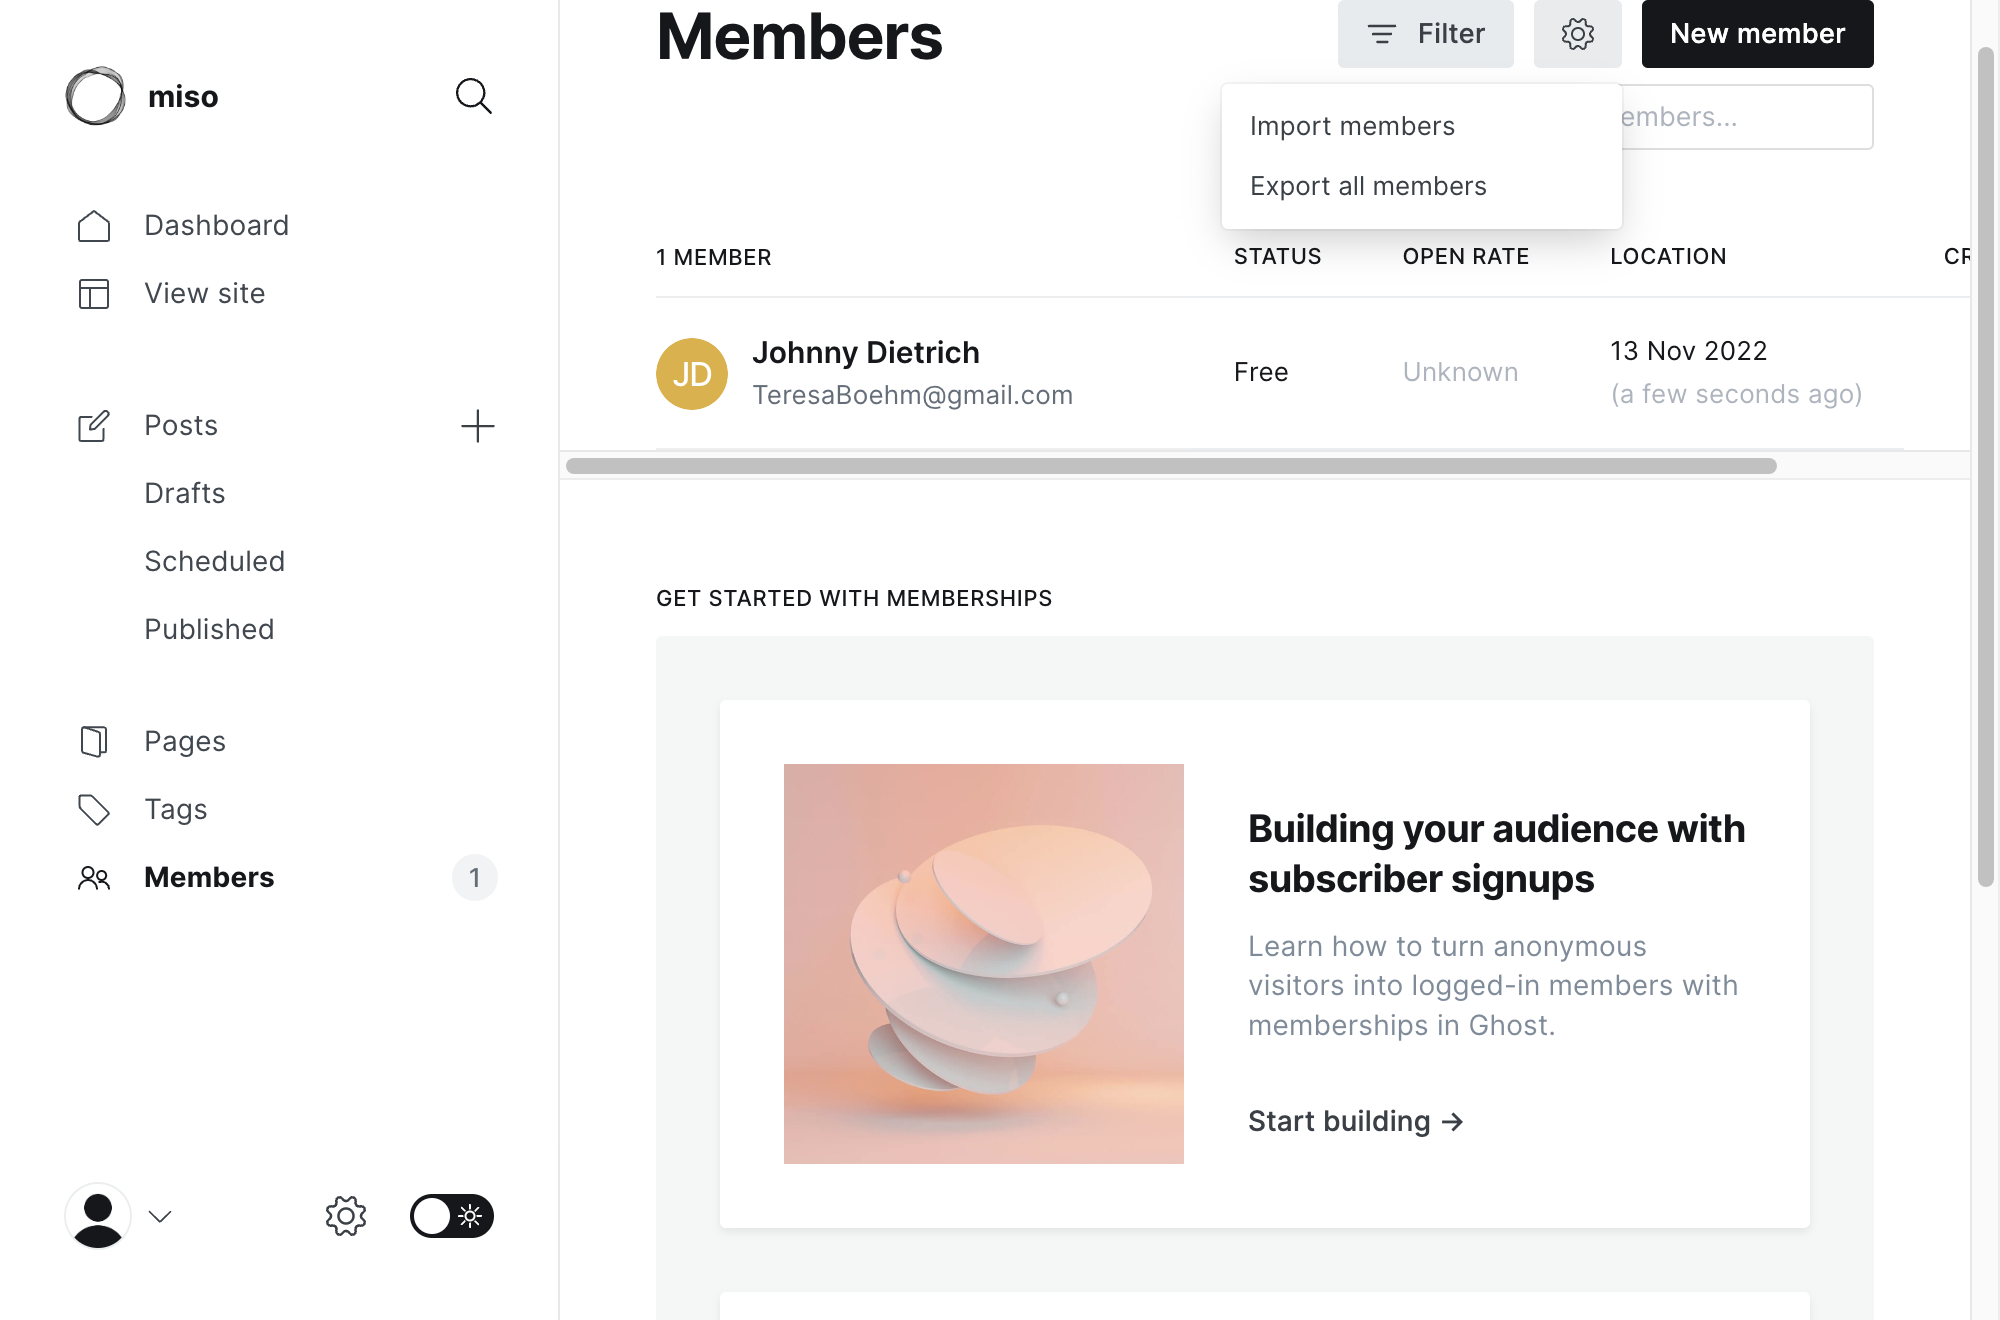 miso
Dashboard
View site
Posts
Drafts
Scheduled
Published
Pages
Tags
Members 1
Members
Filter
New member
Import members
Export all members
embers...
1 MEMBER STATUS OPEN RATE LOCATION CR
JD
Johnny Dietrich
TeresaBoehm@gmail.com
Free
Unknown
13 Nov 2022
(a few seconds ago)
GET STARTED WITH MEMBERSHIPS
Building your audience with
subscriber signups
Learn how to turn anonymous
visitors into logged-in members with
memberships in Ghost.
Start building →